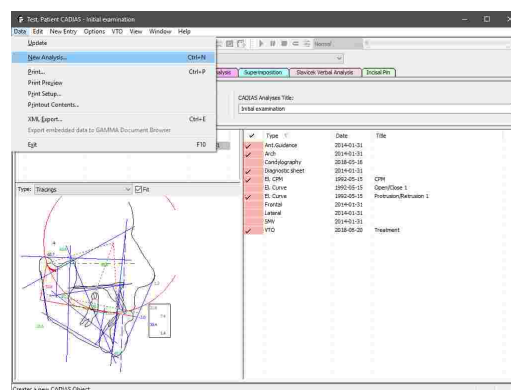 Test, Patient CADIAS - Initial examination
Data Edit New Entry Options VTO View Window Help
Update
New Analysis... Ctrl+N
Print... Ctrl+P
Print Preview
Print Setup...
Printout Contents...
XML Export... Ctrl+E
Export embedded data to GAMMA Document Browser
Exit F10
Normal
Analysis Superimposition Slavicek Verbal Analysis Incisal Pin
CADIAS Analyses Title:
Initial examination
Type Date Title
Ant.Guidance 2014-01-31
Arch 2014-01-31
Candylography 2018-05-16
Diagnostic sheet 2014-01-31
El. CPM 1992-05-15 CPM
El. Curve 1992-05-15 Open/Close 1
El. Curve 1992-05-15 Protrusion/Retrusion 1
Frontal 2014-01-31
Lateral 2014-01-31
SMV 2014-01-31
VTO 2018-05-20 Treatment
Type: Tracings Fit
Creates a new CADIAS Object